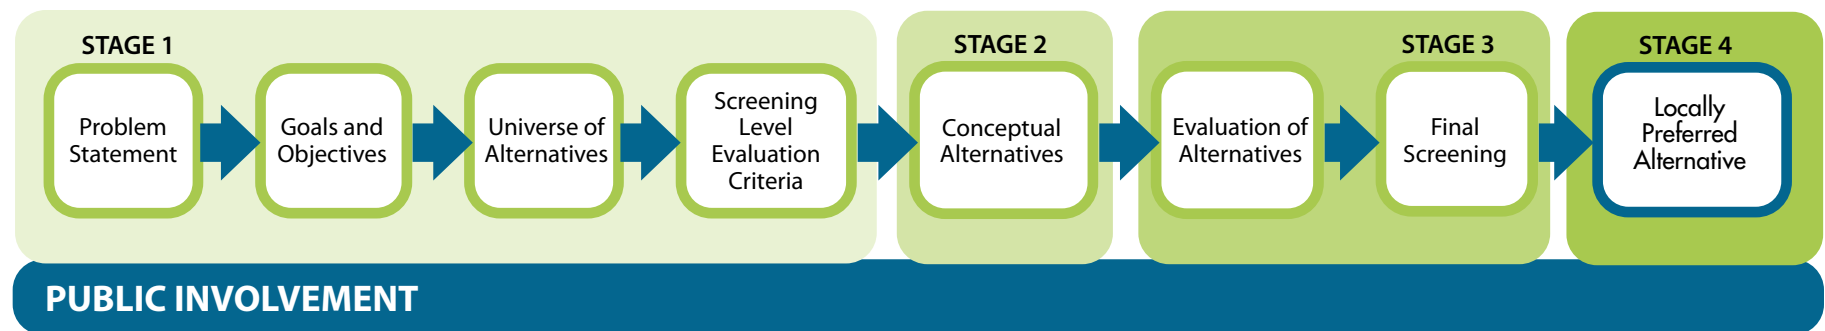 STAGE 1
Problem
Statement
Goals and
Objectives
Universe of
Alternatives
Screening
Level
Evaluation
Criteria
STAGE 2
Conceptual
Alternatives
STAGE 3
Evaluation of
Alternatives
Final
Screening
STAGE 4
Locally
Preferred
Alternative
PUBLIC INVOLVEMENT